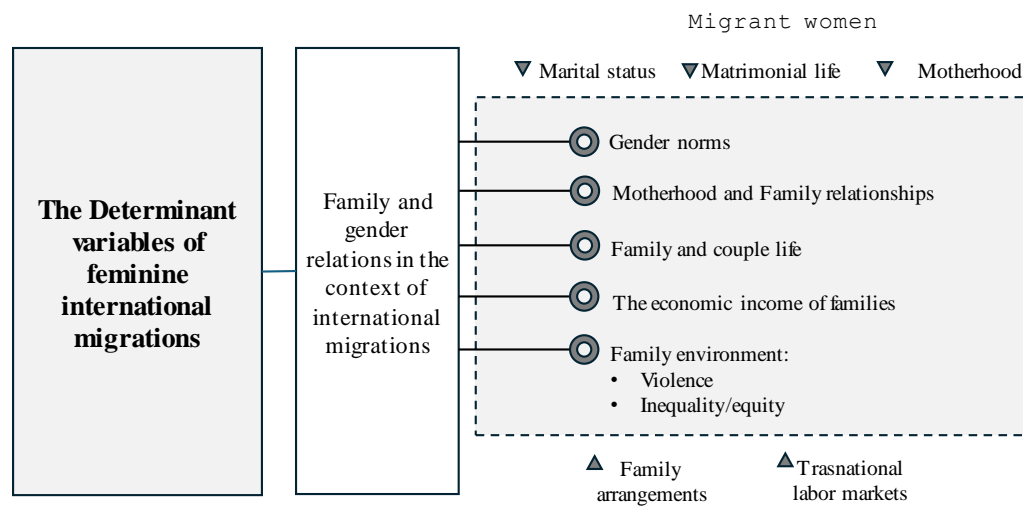 Migrant women
Marital status
Matrimonial life
Motherhood
The Determinant
variables of
feminine
international
migrations
Family and
gender
relations in the
context of
international
migrations
Gender norms
Motherhood and Family relationships
Family and couple life
The economic income of families
Family environment:
• Violence
• Inequality/equity
Family
arrangements
Trasnational
labor markets